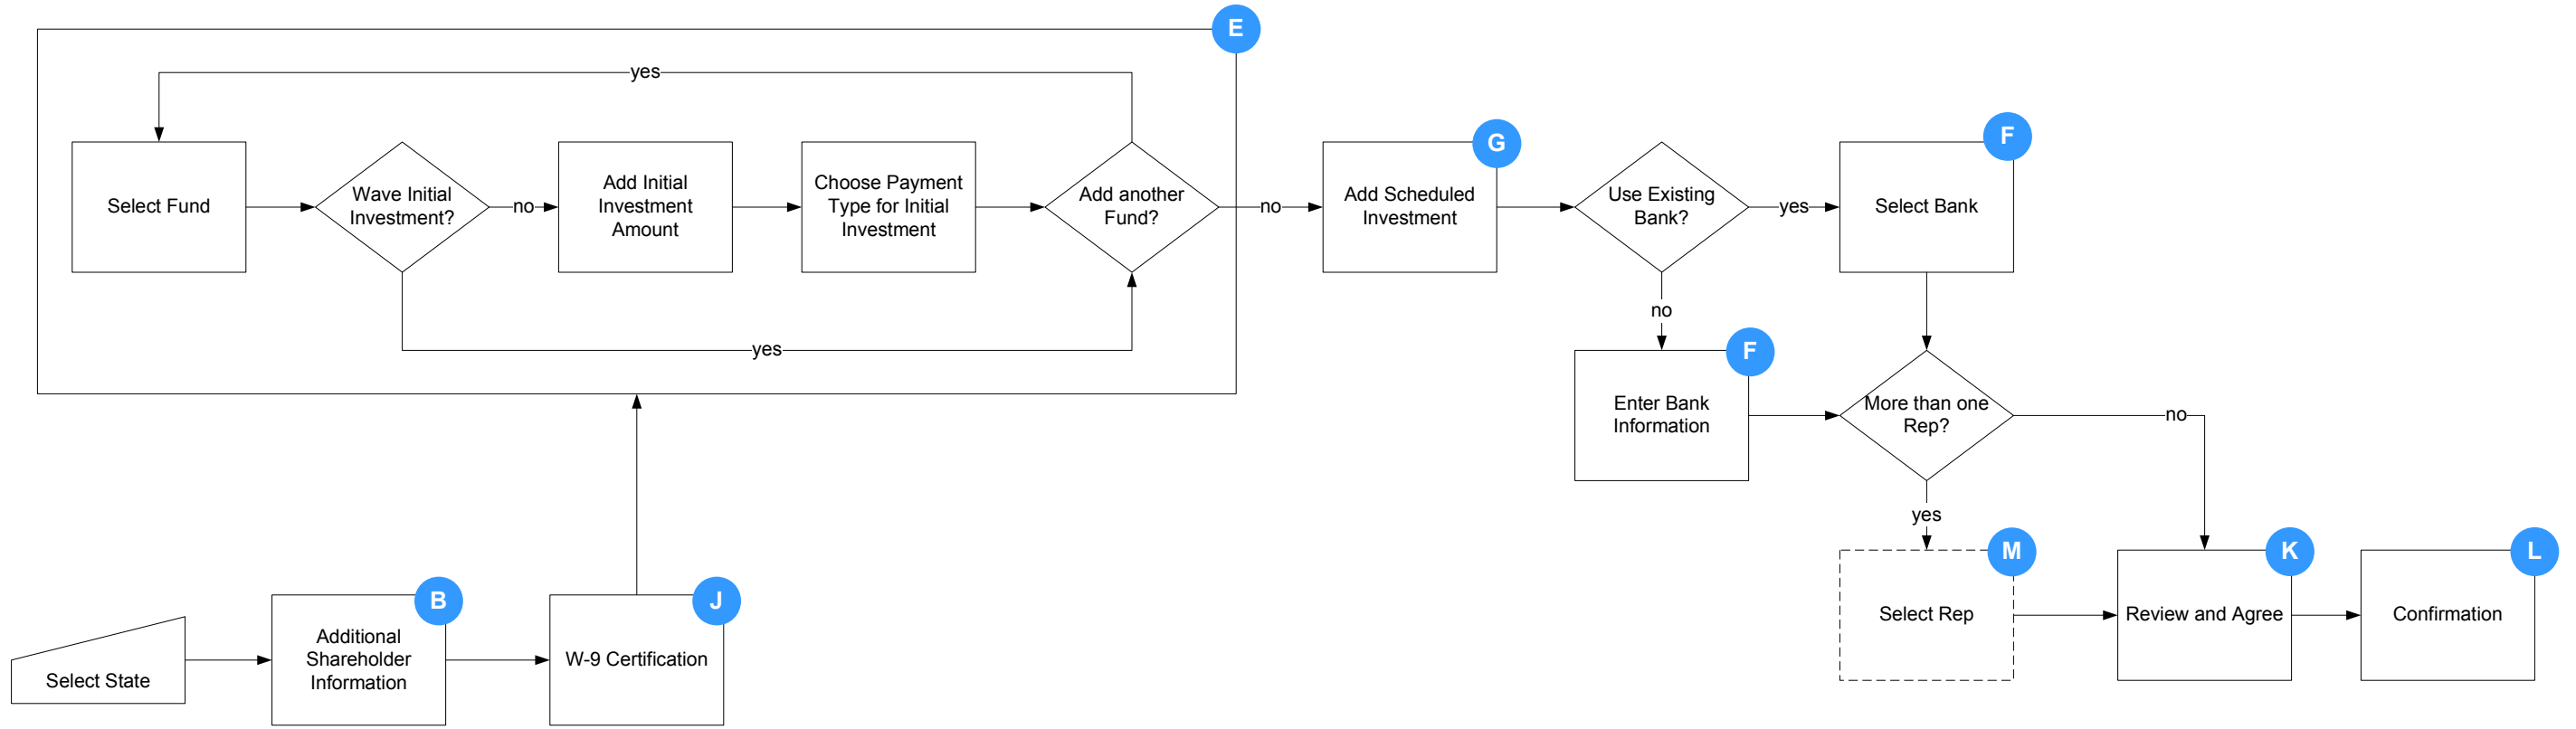 E
yes
G
F
Select Fund
Wave Initial
Investment?
no
Add Initial
Investment
Amount
Choose Payment
Type for Initial
Investment
Add another
Fund?
no
Add Scheduled
Investment
Use Existing
Bank?
yes
Select Bank
yes
no
F
Enter Bank
Information
More than one
Rep?
no
yes
M
K
L
Select Rep
Review and Agree
Confirmation
B
J
Select State
Additional
Shareholder
Information
W-9 Certification